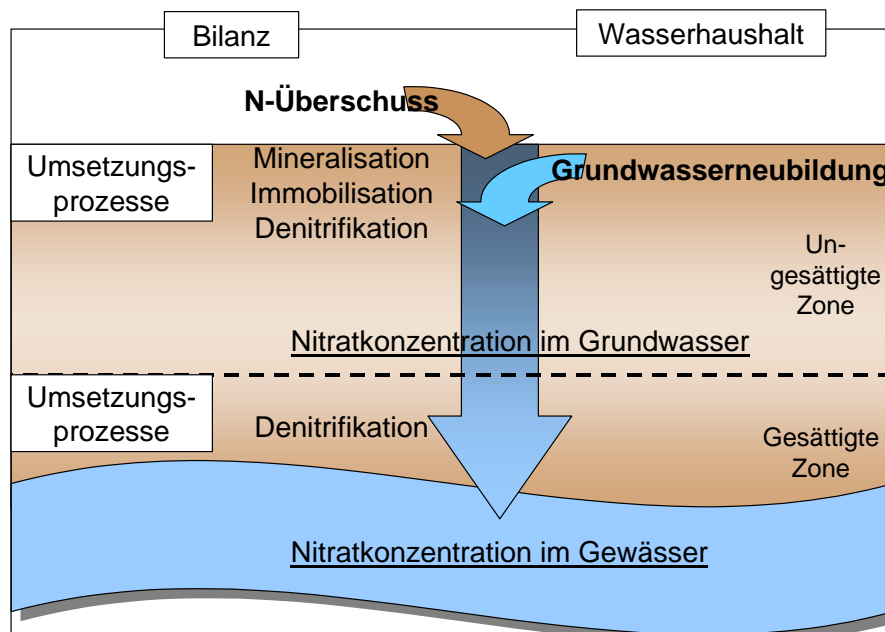 Bilanz
Wasserhaushalt
N-Überschuss
Umsetzungs-
prozesse
Mineralisation
Immobilisation
Denitrifikation
Grundwasserneubildung
Un-
gesättigte
Zone
Nitratkonzentration im Grundwasser
Umsetzungs-
prozesse
Denitrifikation
Gesättigte
Zone
Nitratkonzentration im Gewässer